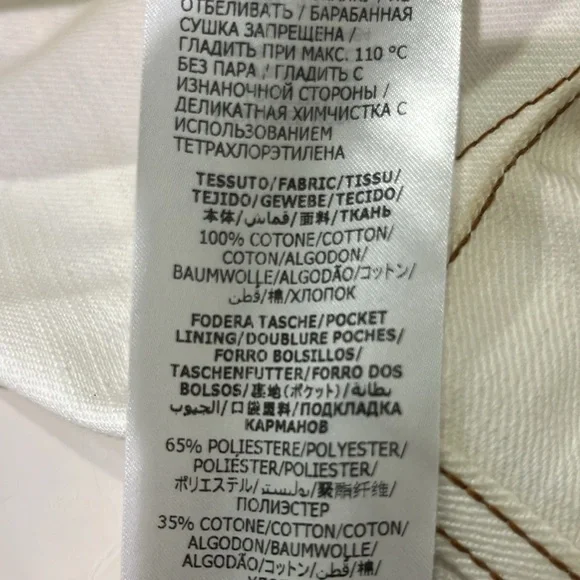 ОТБЕЛИВАТЬ / БАРАБАННАЯ
СУШКА ЗАПРЕЩЕНА /
ГЛАДИТЬ ПРИ МАКС. 110 °C
БЕЗ ПАРА / ГЛАДИТЬ С
ИЗНАНОЧНОЙ СТОРОНЫ /
ДЕЛИКАТНАЯ ХИМЧИСТКА С
ИСПОЛЬЗОВАНИЕМ
ТЕТРАХЛОРЭТИЛЕНА
TESSUTO/FABRIC/TISSU/
TEJIDO/GEWEBE/TECIDO/
本体/قماش/面料/ТКАНЬ
100% COTONE/COTTON/
COTON/ALGODON/
BAUMWOLLE/ALGODÃO/コットン/
قطن/棉/ХЛОПОК
FODERA TASCHE/POCKET
LINING/DOUBLURE POCHES/
FORRO BOLSILLOS/
TASCHENFUTTER/FORRO DOS
BOLSOS/裏地(ポケット)/بطانة
الجيوب/口袋面料/ПОДКЛАДКА
КАРМАНОВ
65% POLIESTERE/POLYESTER/
POLIÉSTER/POLIESTER/
ポリエステル/بوليستر/聚酯纤维/
ПОЛИЭСТЕР
35% COTONE/COTTON/COTON/
ALGODON/BAUMWOLLE/
ALGODÃO/コットン/قطن/棉/